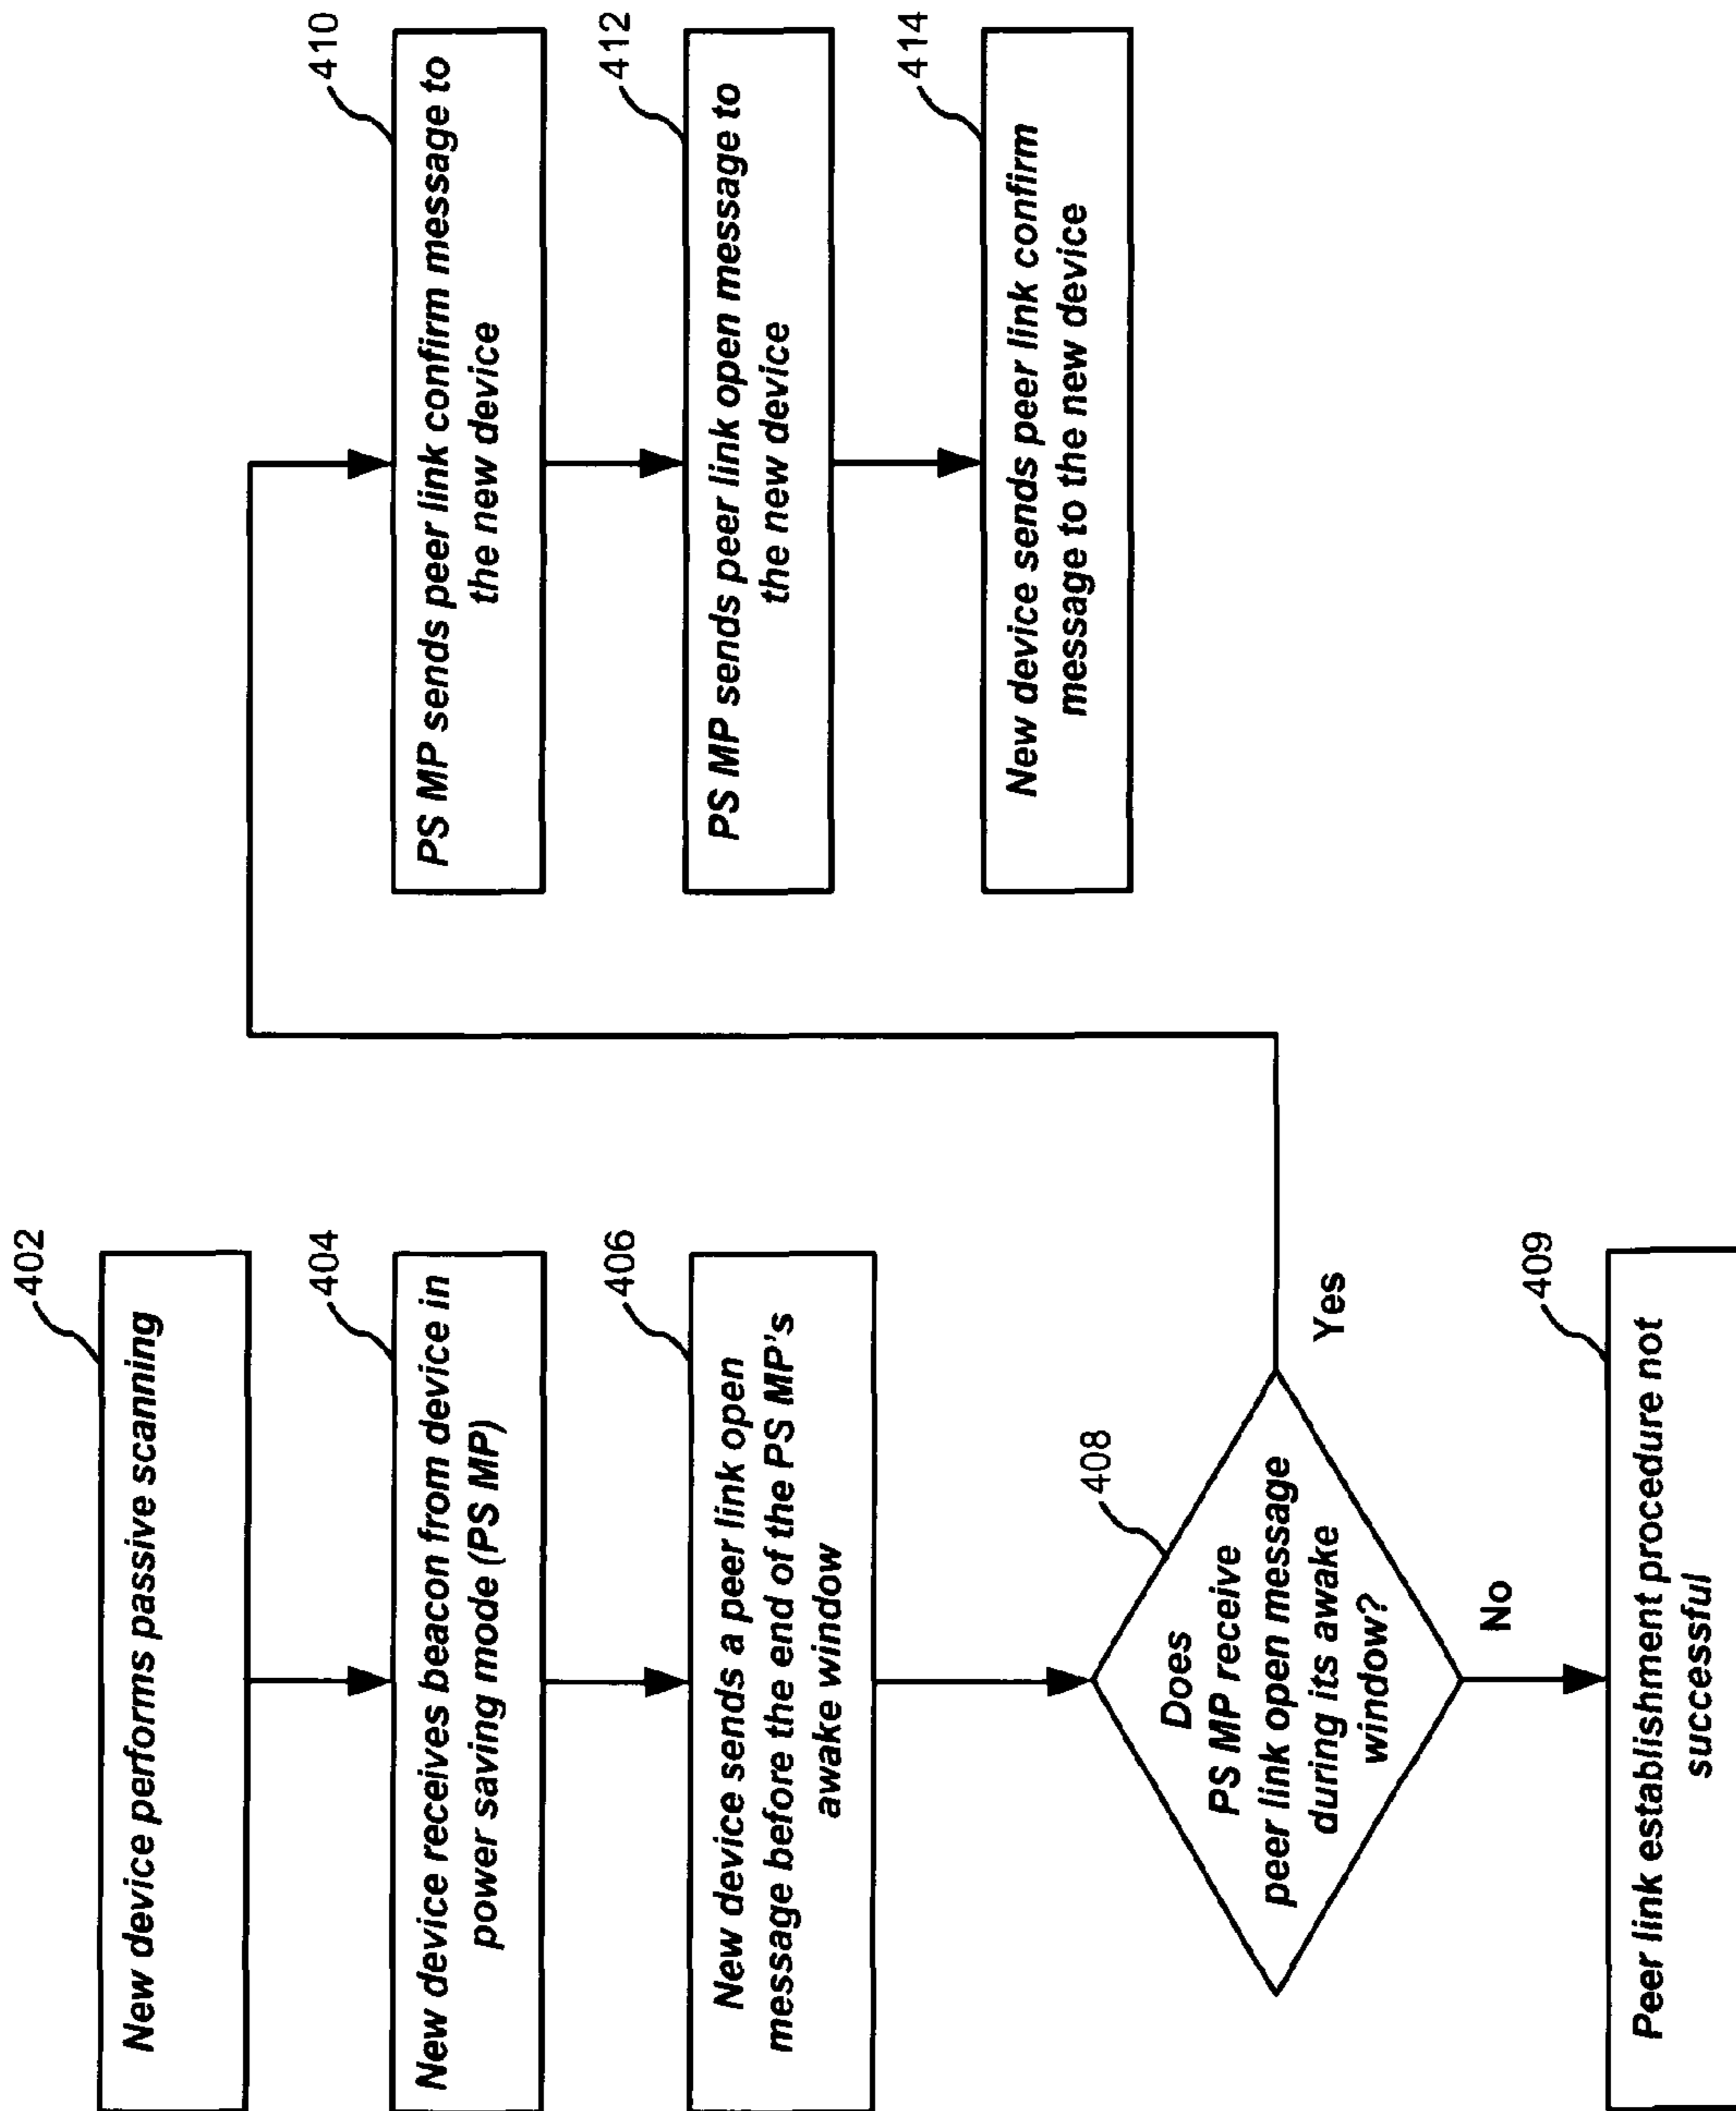 402
New device performs passive scanning
404
New device receives beacon from device in
power saving mode (PS MP)
406
New device sends a peer link open
message before the end of the PS MP's
awake window
408
Does
PS MP receive
peer link open message
during its awake
window?
Yes
No
409
Peer link establishment procedure not
successful
410
PS MP sends peer link confirm message to
the new device
412
PS MP sends peer link open message to
the new device
414
New device sends peer link confirm
message to the new device